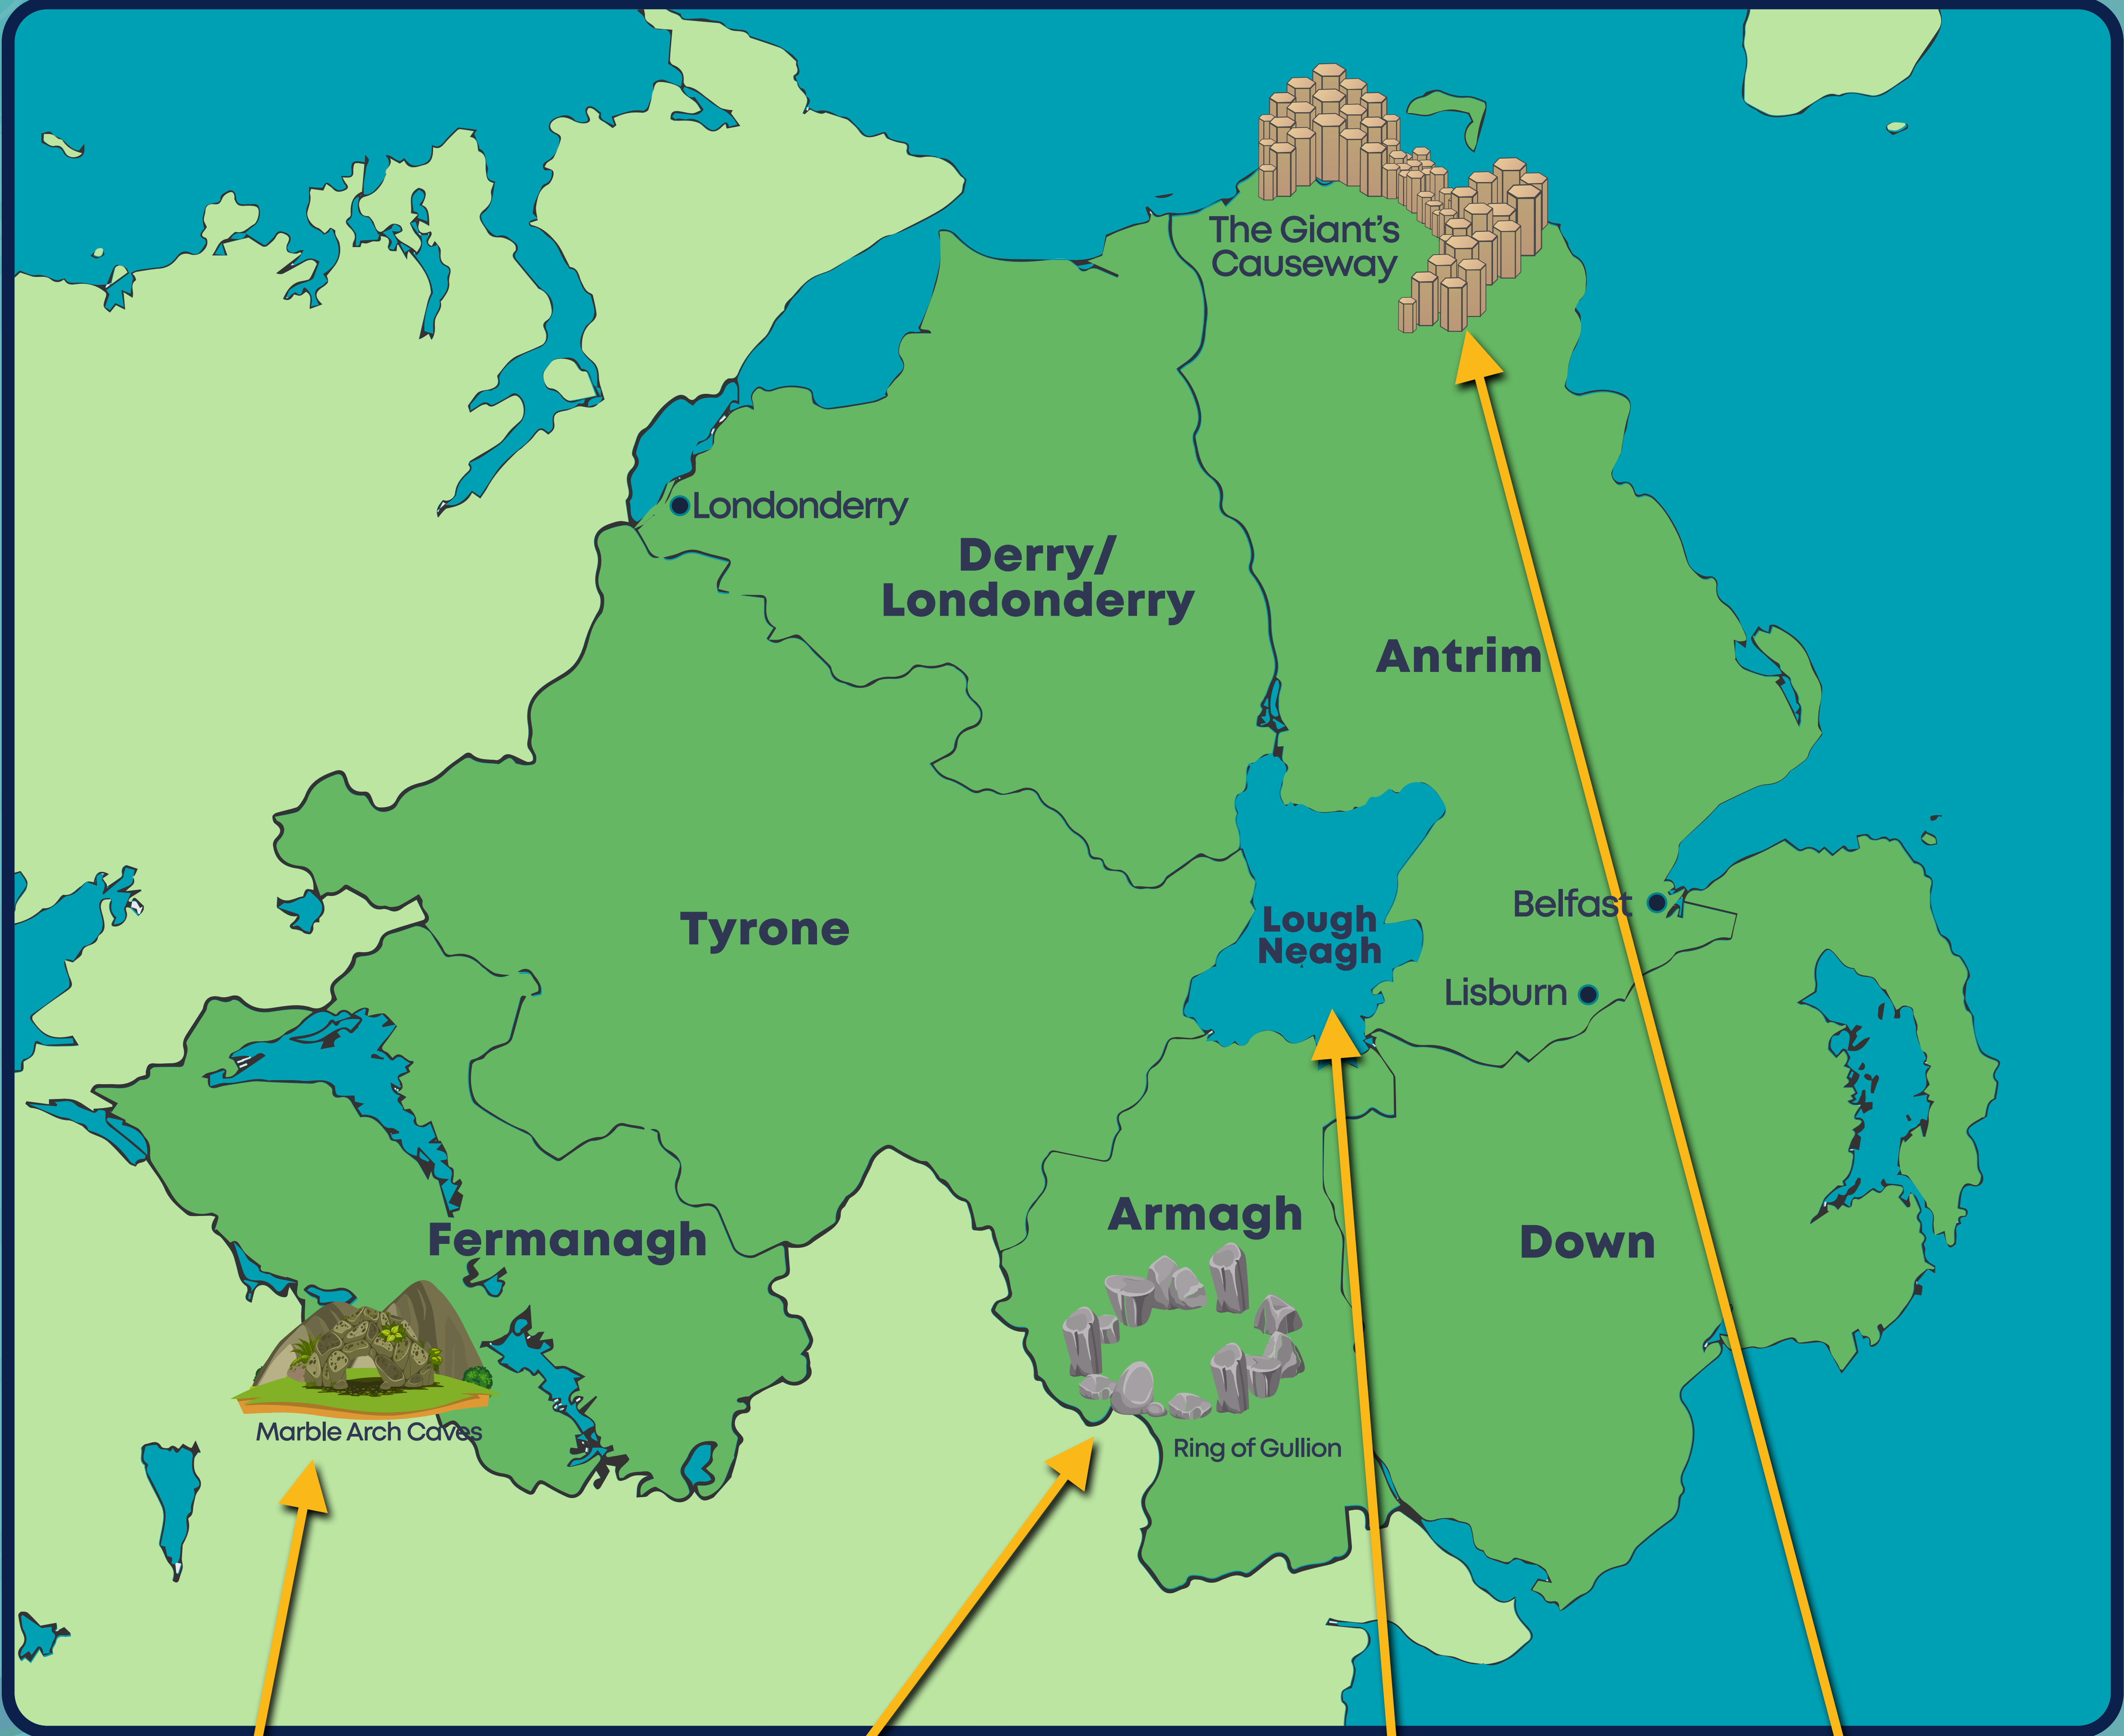 The Giant's
Causeway
Londonderry
Derry/
Londonderry
Antrim
Tyrone
Lough
Neagh
Belfast
Lisburn
Armagh
Fermanagh
Down
Marble Arch Caves
Ring of Gullion